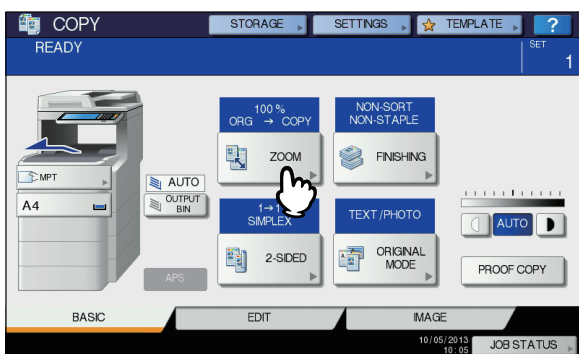 COPY
STORAGE
SETTINGS
TEMPLATE
?
READY
SET
1
100 %
ORG → COPY
NON-SORT
NON-STAPLE
ZOOM
FINISHING
MPT
A4
AUTO
OUTPUT
BIN
1→1
SIMPLEX
TEXT/PHOTO
AUTO
2-SIDED
ORIGINAL
MODE
APS
PROOF COPY
BASIC
EDIT
IMAGE
10/05/2013
10:05
JOB STATUS